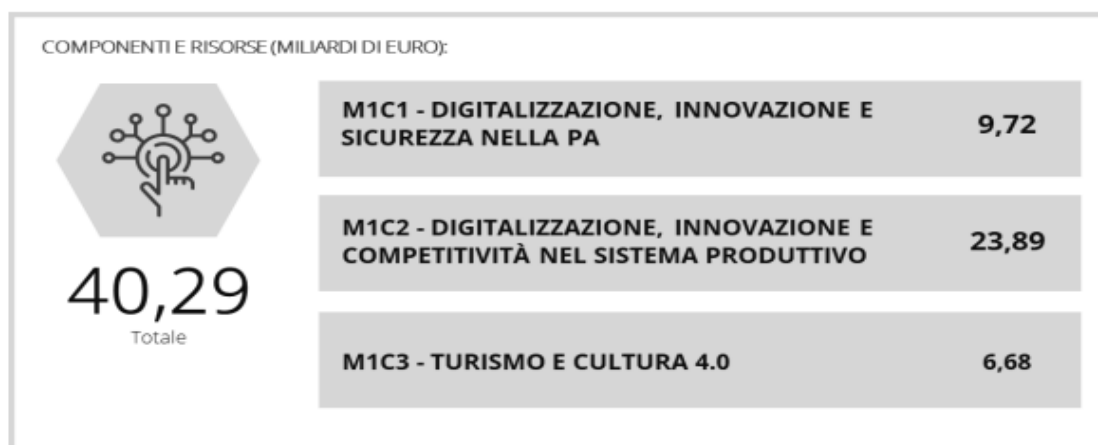 COMPONENTI E RISORSE (MILIARDI DI EURO):
M1C1 - DIGITALIZZAZIONE, INNOVAZIONE E
SICUREZZA NELLA PA
9,72
M1C2 - DIGITALIZZAZIONE, INNOVAZIONE E
COMPETITIVITÀ NEL SISTEMA PRODUTTIVO
23,89
40,29
Totale
M1C3 - TURISMO E CULTURA 4.0
6,68